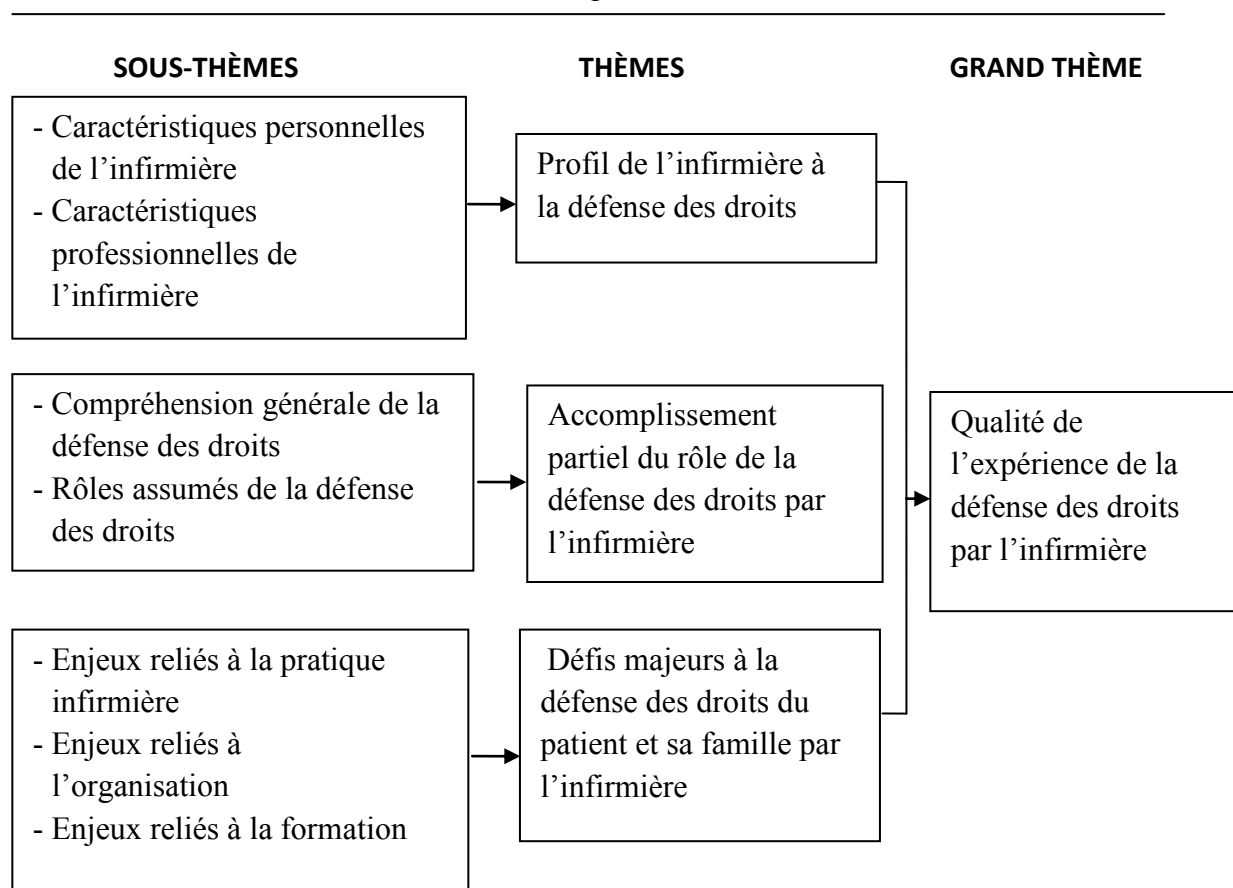 SOUS-THÈMES
THÈMES
GRAND THÈME
- Caractéristiques personnelles
de l’infirmière
- Caractéristiques
professionnelles de
l’infirmière
Profil de l’infirmière à
la défense des droits
- Compréhension générale de la
défense des droits
- Rôles assumés de la défense
des droits
Accomplissement
partiel du rôle de la
défense des droits par
l’infirmière
Qualité de
l’expérience de la
défense des droits
par l’infirmière
- Enjeux reliés à la pratique
infirmière
- Enjeux reliés à
l’organisation
- Enjeux reliés à la formation
Défis majeurs à la
défense des droits du
patient et sa famille par
l’infirmière